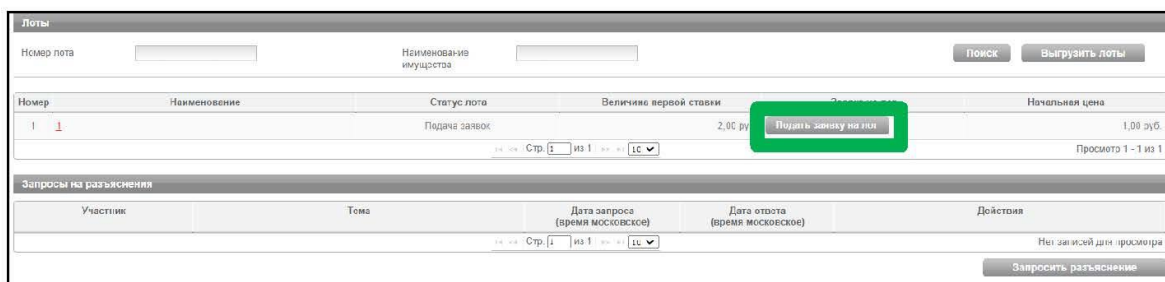 Лоты
Номер лота Наименование имущества Поиск Выгрузить лоты
Номер Наименование Статус лота Величина первой ставки Начальная цена
1 1 Подача заявок 2,00 ру Подать заявку на лот 1,00 руб.
Стр. 1 из 1 10 Просмотр 1 - 1 из 1
Запросы на разъяснения
Участник Тема Дата запроса (время московское) Дата ответа (время московское) Действия
Стр. 1 из 1 10 Нет записей для просмотра
Запросить разъяснение